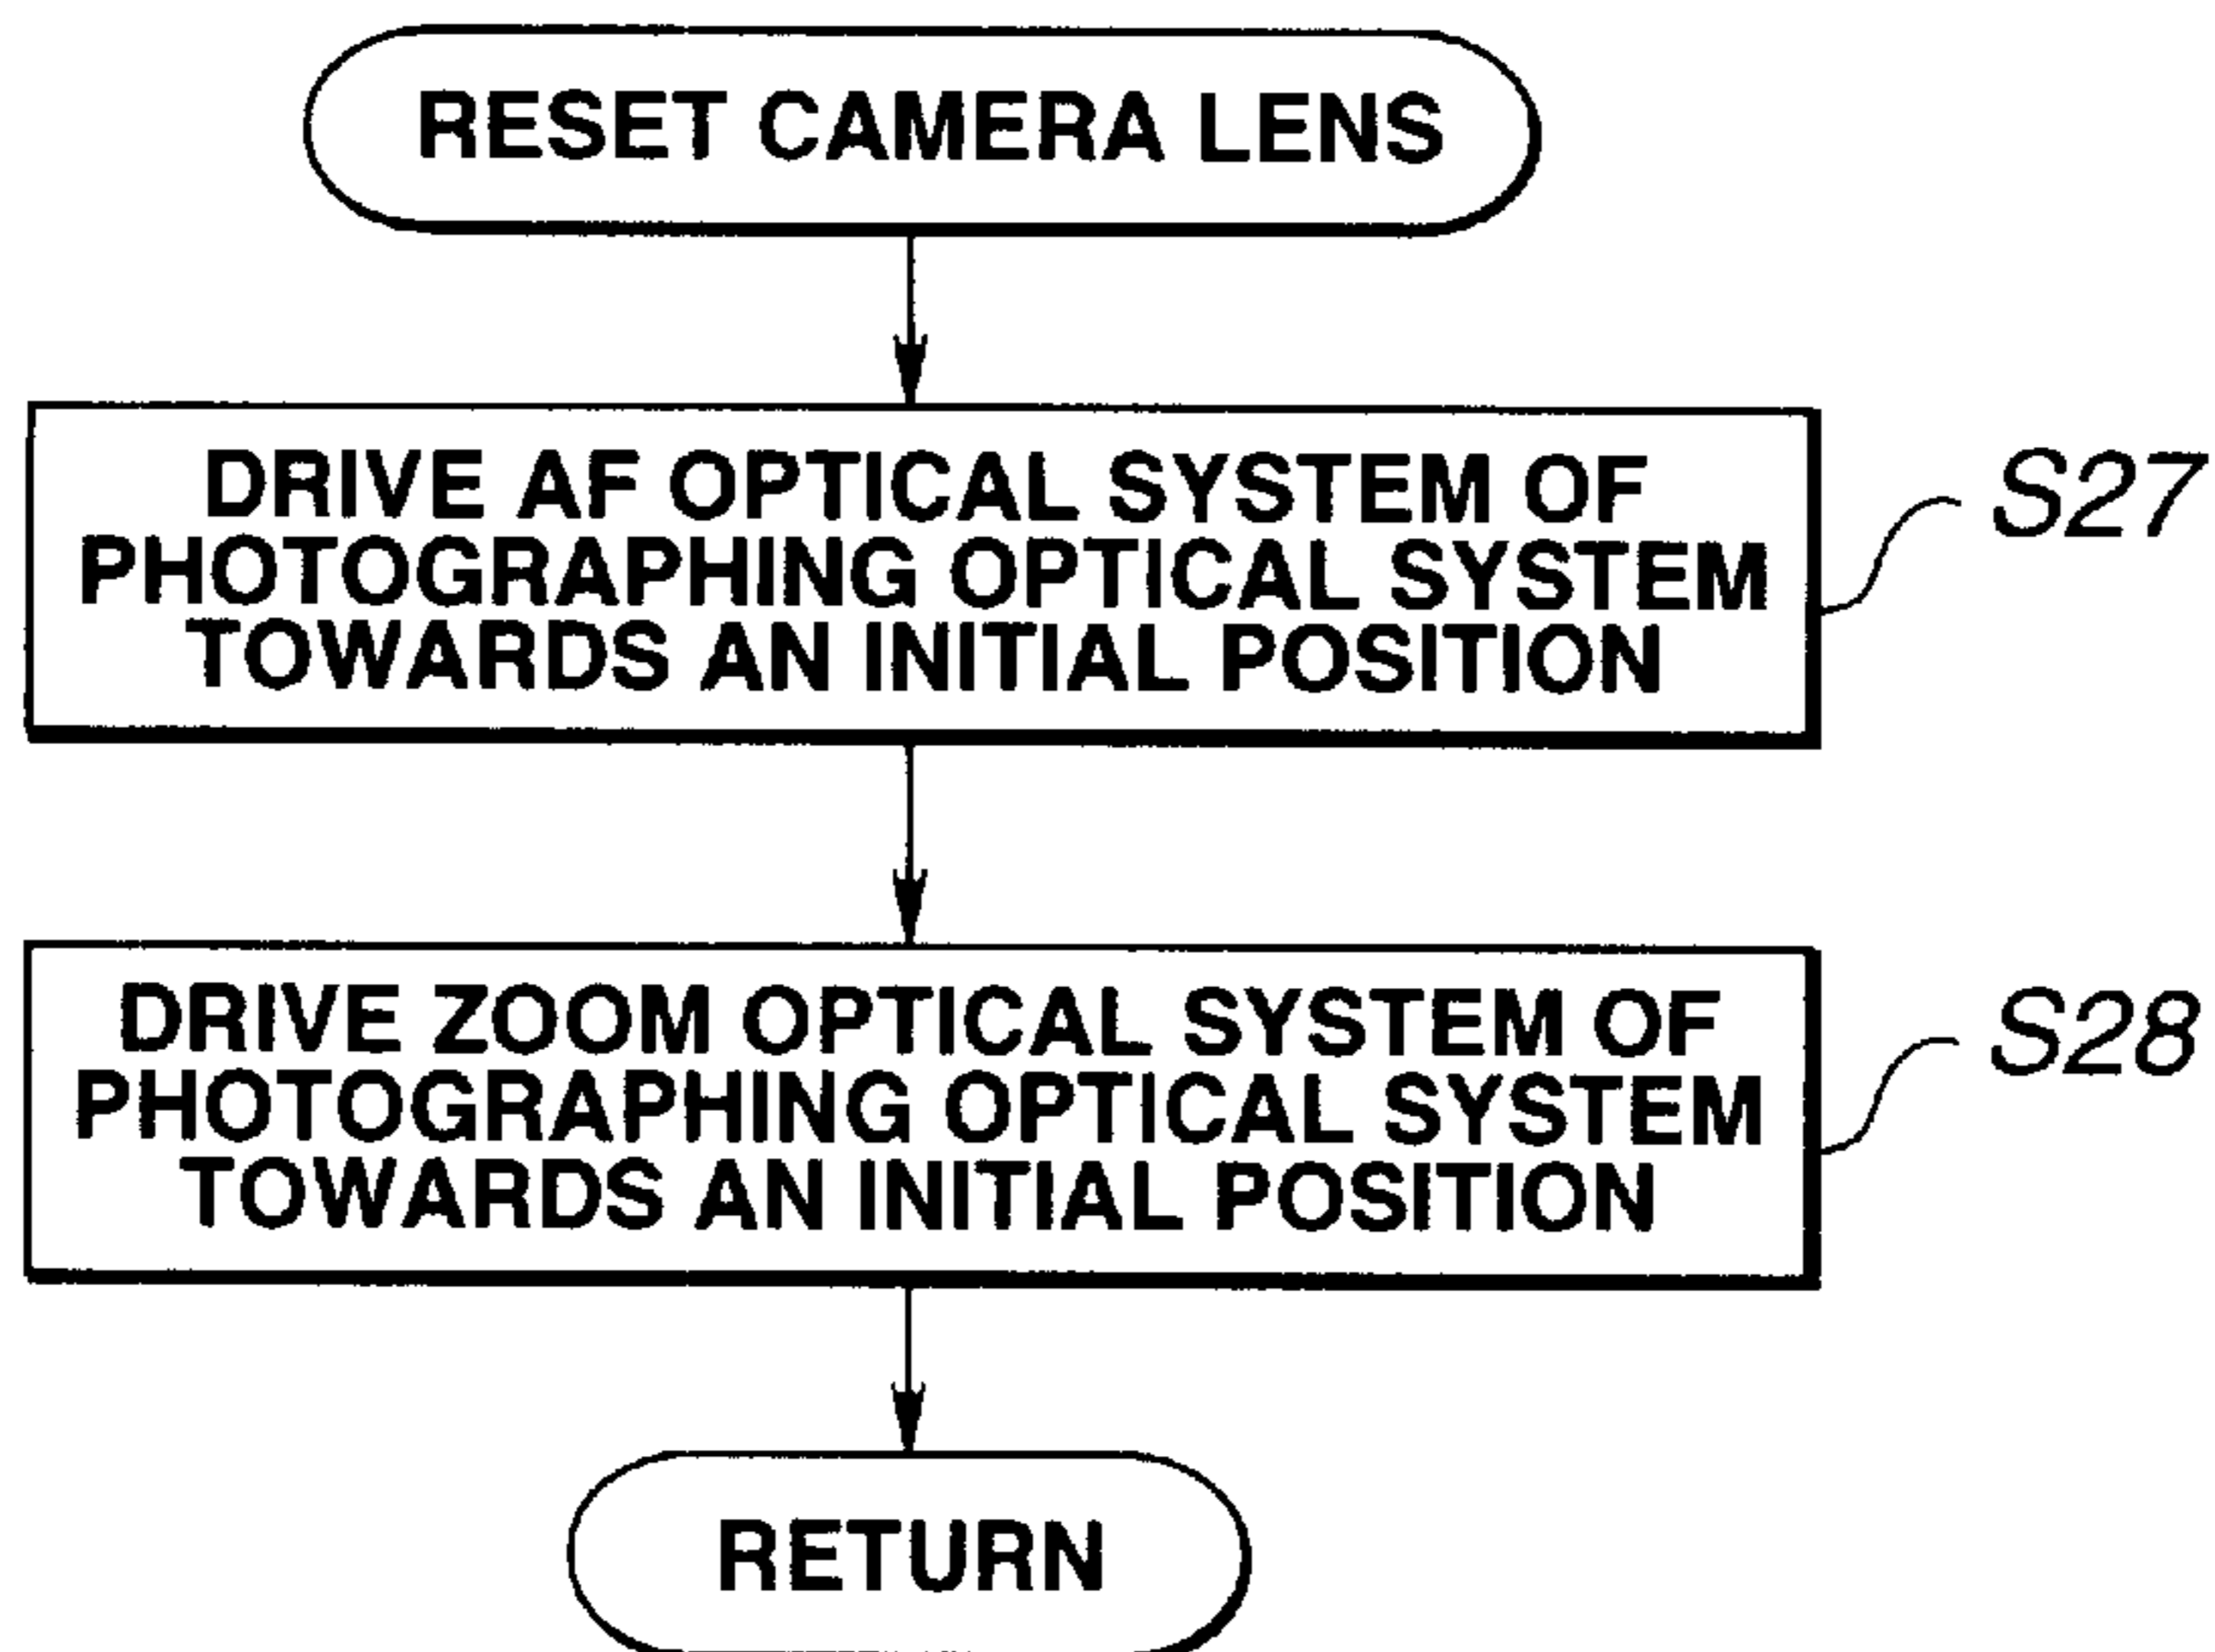 RESET CAMERA LENS
DRIVE AF OPTICAL SYSTEM OF
PHOTOGRAPHING OPTICAL SYSTEM
TOWARDS AN INITIAL POSITION
S27
DRIVE ZOOM OPTICAL SYSTEM OF
PHOTOGRAPHING OPTICAL SYSTEM
TOWARDS AN INITIAL POSITION
S28
RETURN